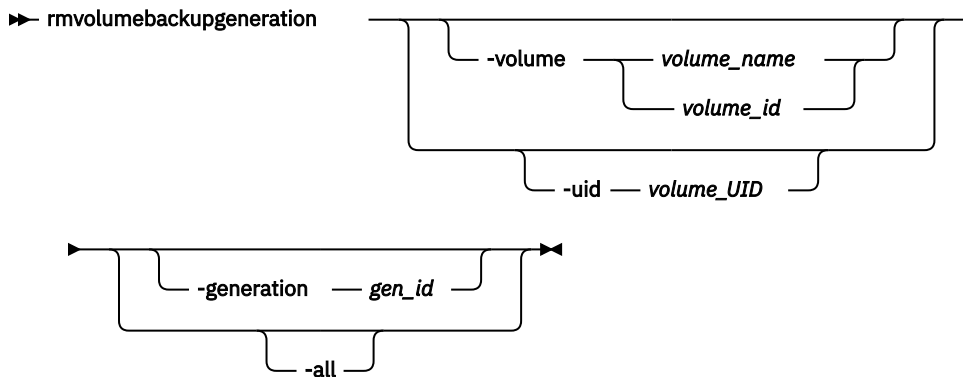 rmvolumebackupgeneration
-volume volume_name
volume_id
-uid volume_UID
-generation gen_id
-all